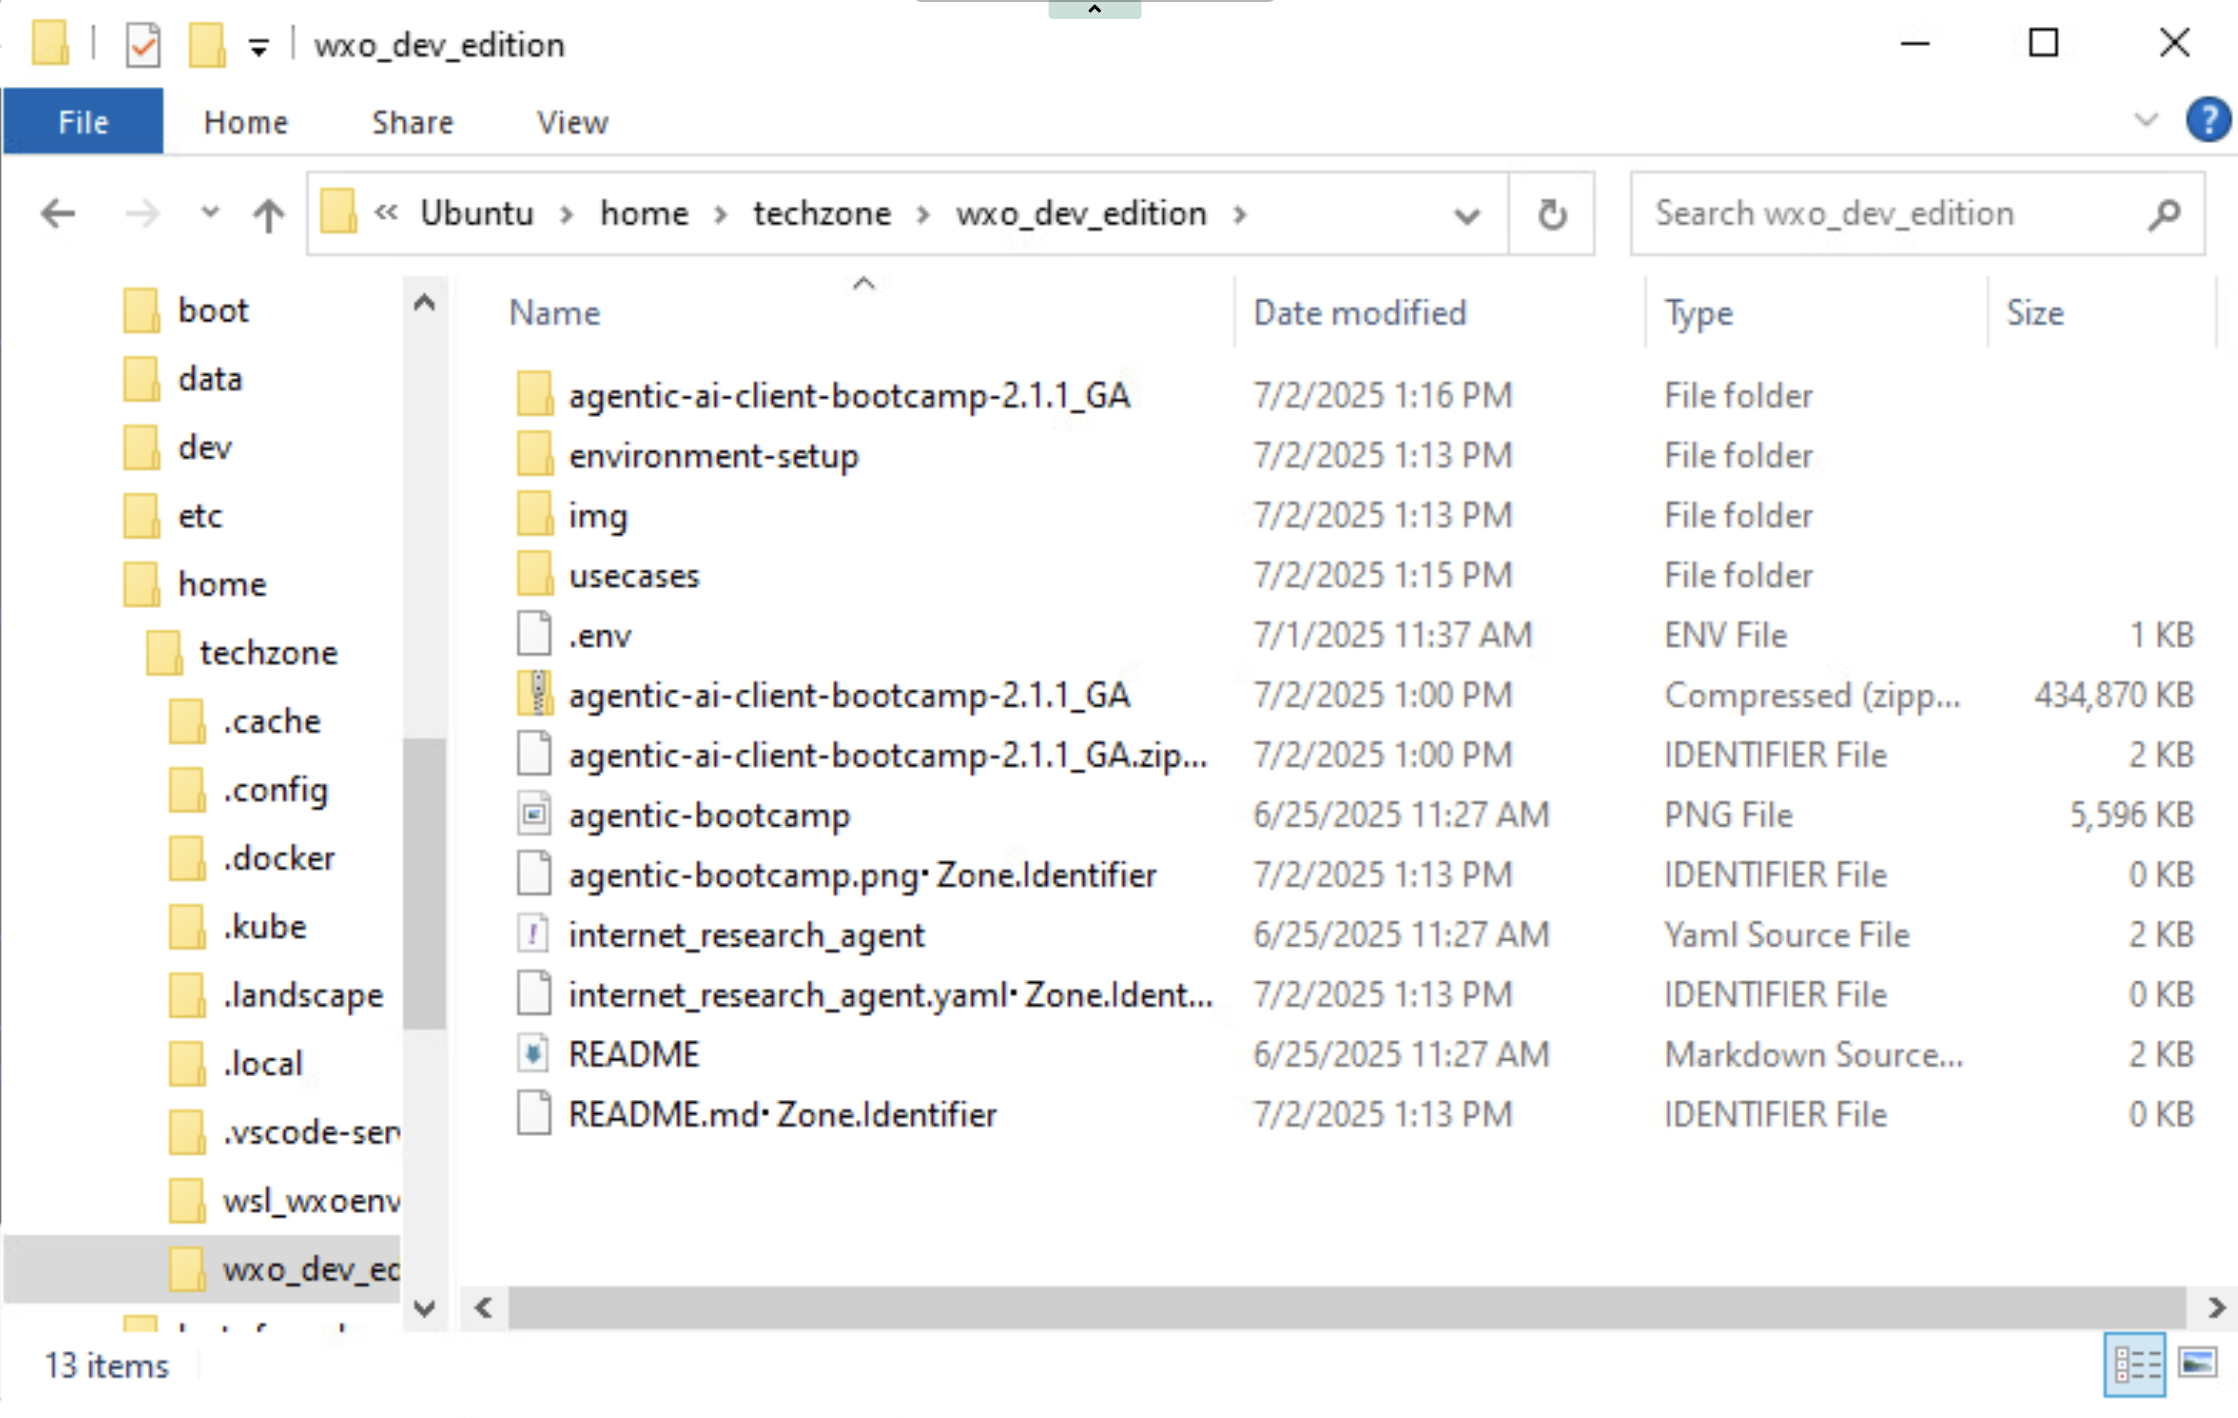 wxo_dev_edition
File Home Share View
« Ubuntu > home > techzone > wxo_dev_edition >
Search wxo_dev_edition
boot
data
dev
etc
home
techzone
.cache
.config
.docker
.kube
.landscape
.local
.vscode-serv
wsl_wxoenv
wxo_dev_ed
Name Date modified Type Size
agentic-ai-client-bootcamp-2.1.1_GA 7/2/2025 1:16 PM File folder
environment-setup 7/2/2025 1:13 PM File folder
img 7/2/2025 1:13 PM File folder
usecases 7/2/2025 1:15 PM File folder
.env 7/1/2025 11:37 AM ENV File 1 KB
agentic-ai-client-bootcamp-2.1.1_GA 7/2/2025 1:00 PM Compressed (zipp... 434,870 KB
agentic-ai-client-bootcamp-2.1.1_GA.zip... 7/2/2025 1:00 PM IDENTIFIER File 2 KB
agentic-bootcamp 6/25/2025 11:27 AM PNG File 5,596 KB
agentic-bootcamp.png· Zone.Identifier 7/2/2025 1:13 PM IDENTIFIER File 0 KB
internet_research_agent 6/25/2025 11:27 AM Yaml Source File 2 KB
internet_research_agent.yaml· Zone.Ident... 7/2/2025 1:13 PM IDENTIFIER File 0 KB
README 6/25/2025 11:27 AM Markdown Source... 2 KB
README.md· Zone.Identifier 7/2/2025 1:13 PM IDENTIFIER File 0 KB
13 items